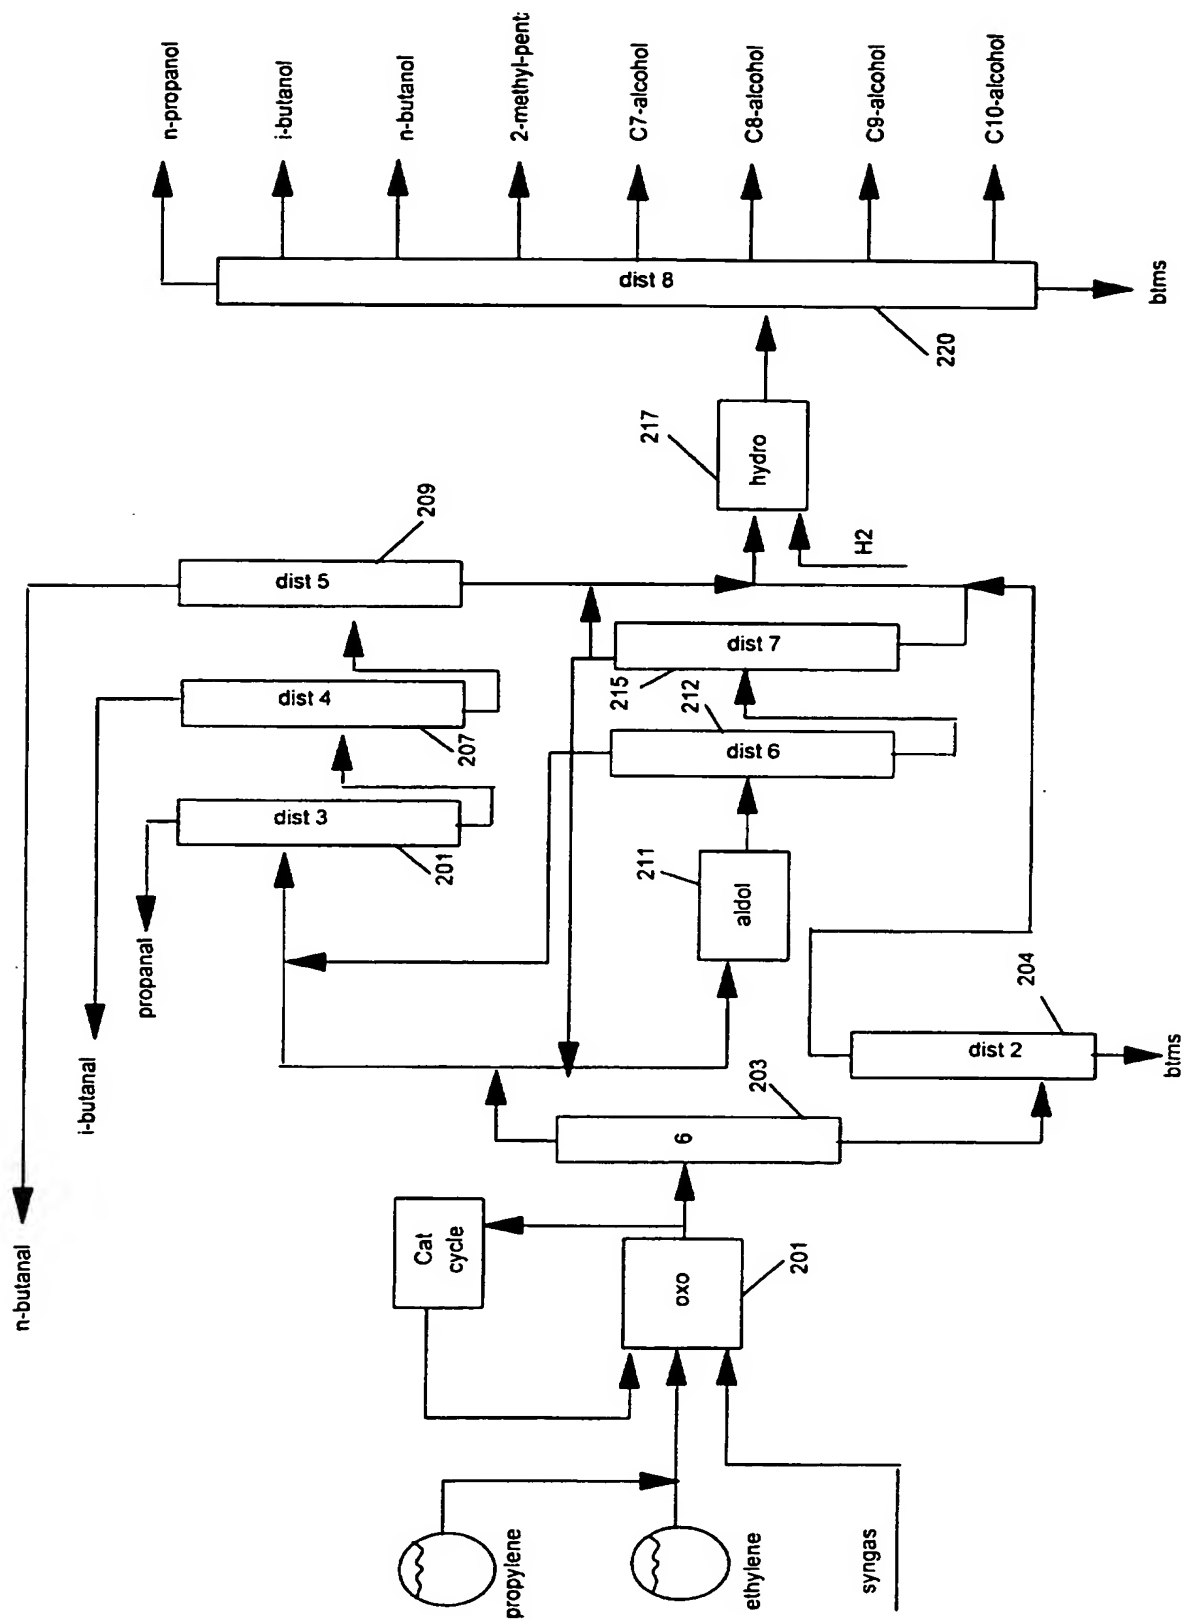 n-propanol
i-butanol
n-butanol
2-methyl-pent
C7-alcohol
C8-alcohol
C9-alcohol
C10-alcohol
dist 8
btms
220
217
hydro
H2
209
dist 5
dist 4
207
dist 3
201
dist 7
215
212
dist 6
211
aldol
propanal
i-butanal
n-butanal
204
dist 2
btms
203
6
Cat
cycle
oxo
201
propylene
ethylene
syngas